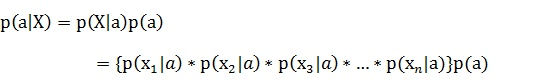 p(a|X) = p(X|a)p(a)
= {p(x₁|a) * p(x₂|a) * p(x₃|a) * … * p(xₙ|a)}p(a)